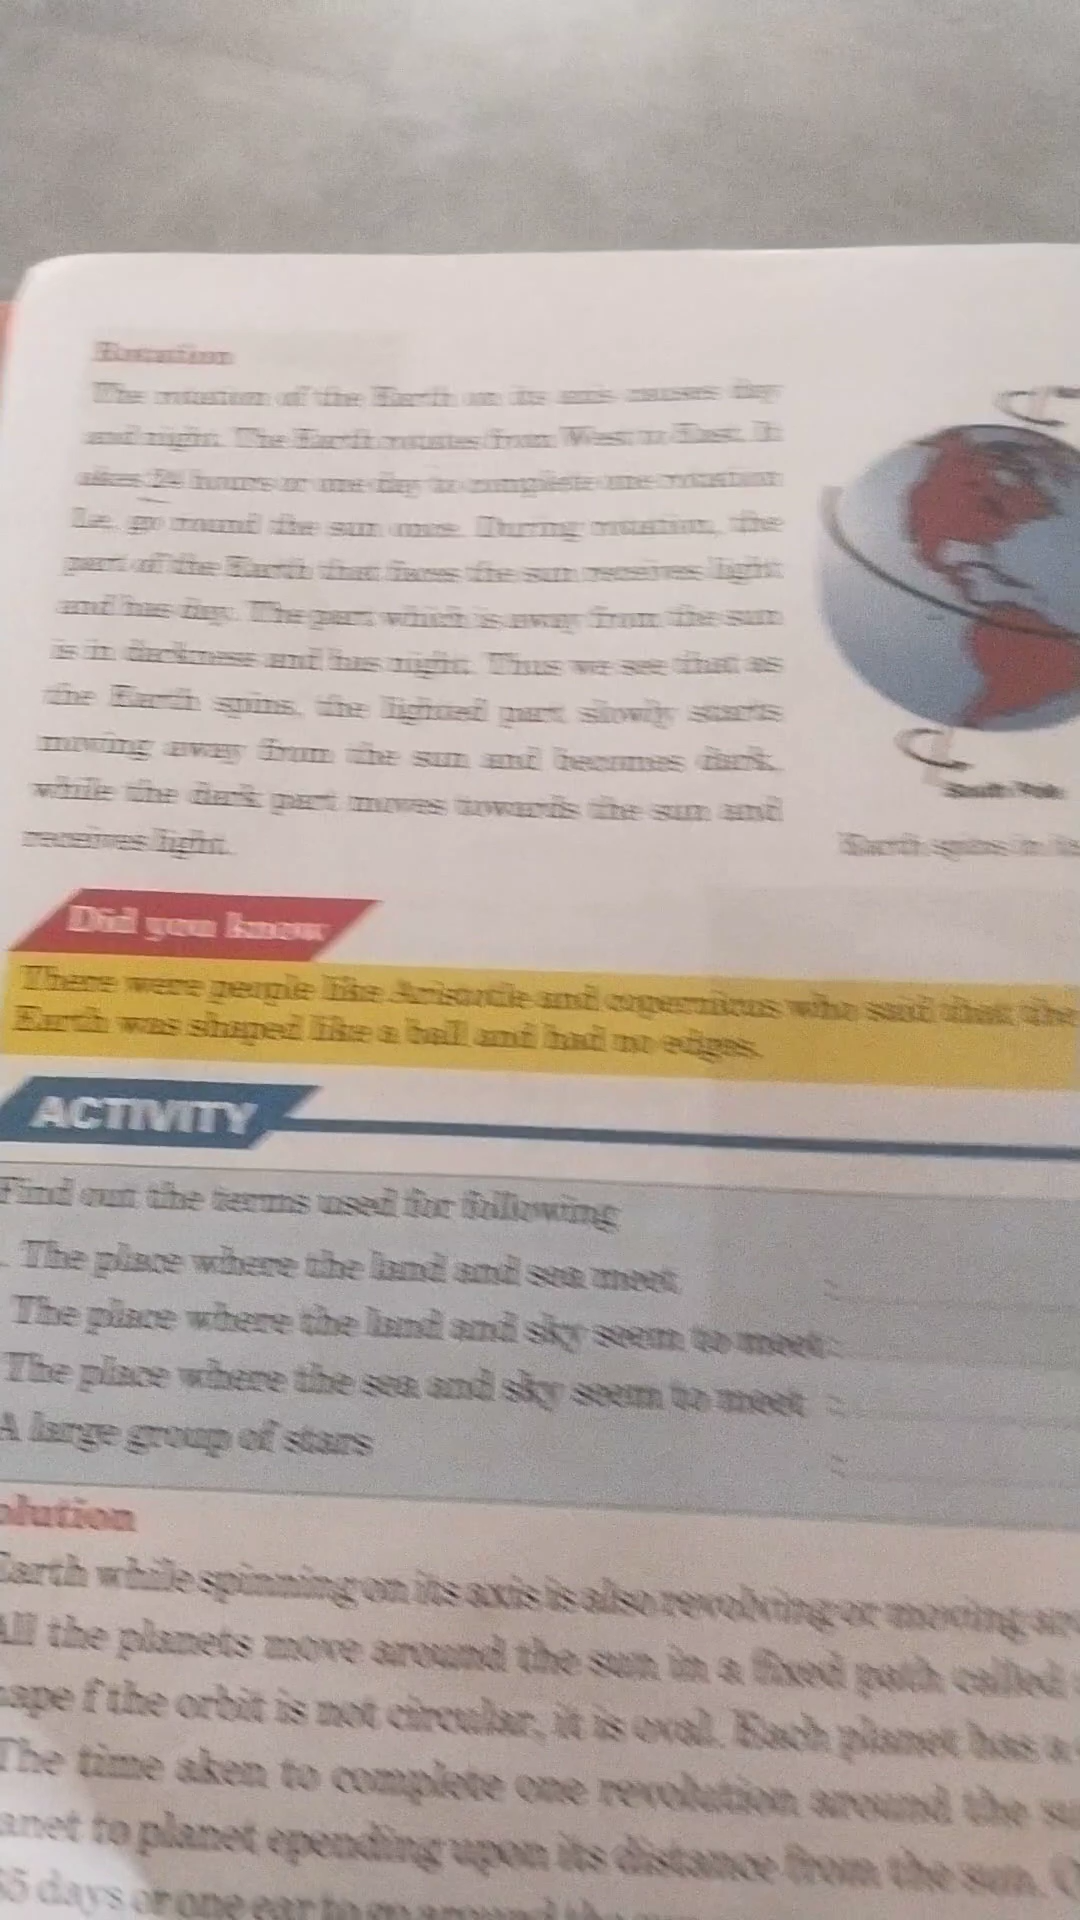 Rotation
The rotation of the Earth on its axis causes day
and night. The Earth rotates from West to East. It
akes 24 hours or one day to complete one rotation
i.e. go round the sun once. During rotation, the
part of the Earth that faces the sun receives light
and has day. The part which is away from the sun
is in darkness and has night. Thus we see that as
the Earth spins, the lighted part slowly starts
moving away from the sun and becomes dark,
while the dark part moves towards the sun and
receives light.
South Pole
Earth spins in its
Did you know
There were people like Aristotle and copernicus who said that the
Earth was shaped like a ball and had no edges.
ACTIVITY
Find out the terms used for following
The place where the land and sea meet :
The place where the land and sky seem to meet:
The place where the sea and sky seem to meet :
A large group of stars :
olution
Earth while spinning on its axis is also revolving or moving
All the planets move around the sun in a fixed path called
hape f the orbit is not circular, it is oval. Each planet has a
The time aken to complete one revolution around the
anet to planet epending upon its distance from the sun.
65 days or one ear to go around the